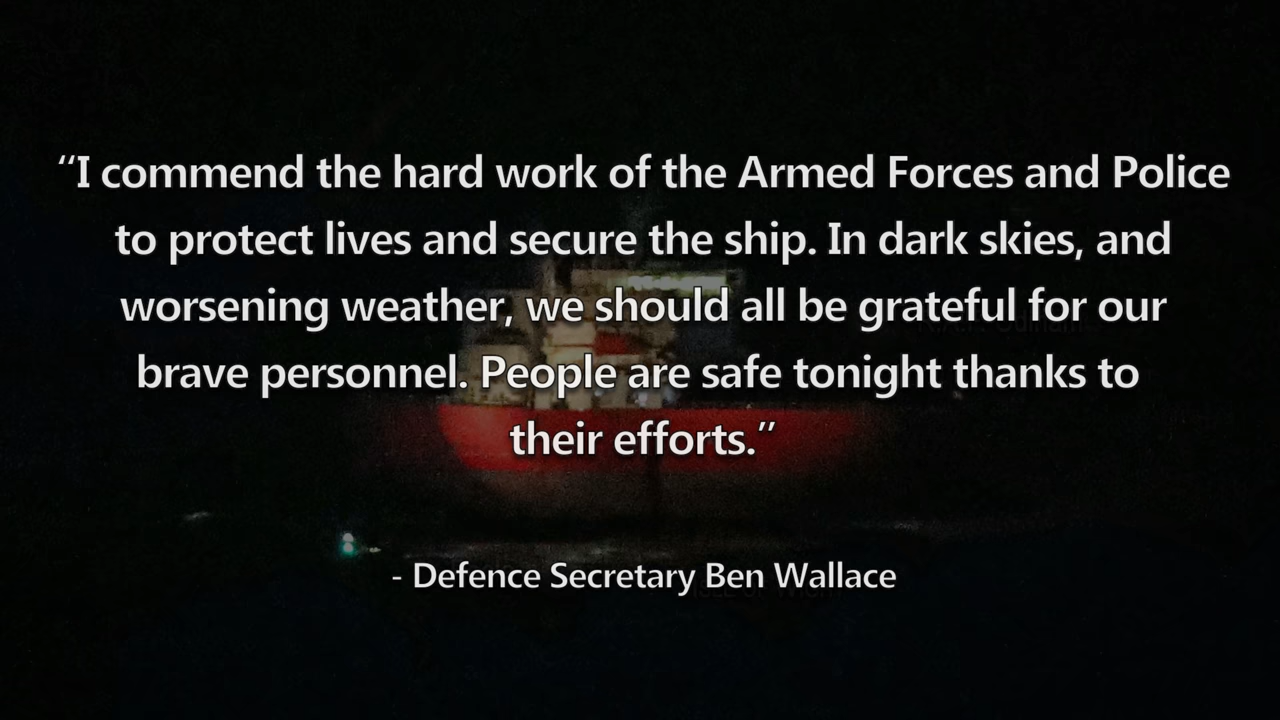 “I commend the hard work of the Armed Forces and Police
to protect lives and secure the ship. In dark skies, and
worsening weather, we should all be grateful for our
brave personnel. People are safe tonight thanks to
their efforts.”
- Defence Secretary Ben Wallace